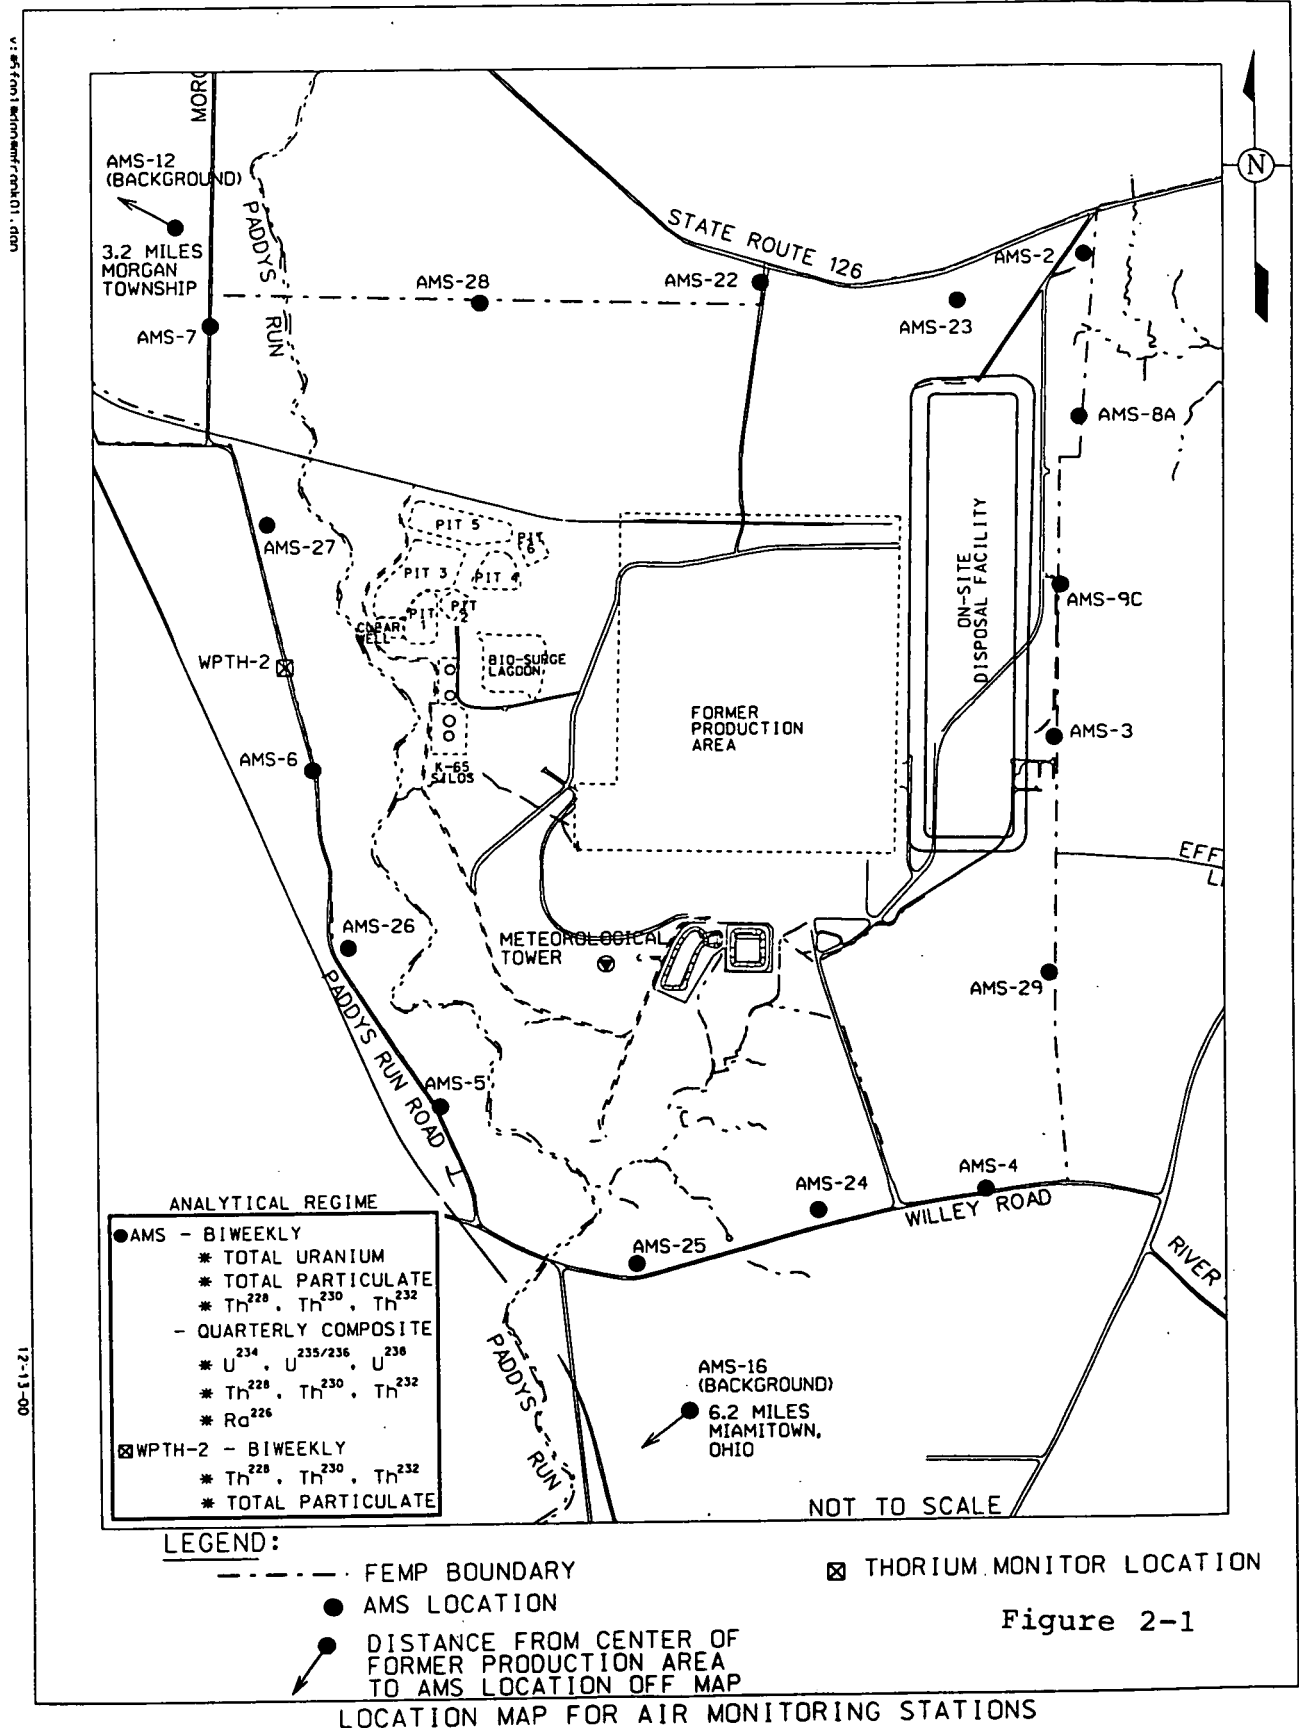 MORG
AMS-12
(BACKGROUND)
3.2 MILES
MORGAN
TOWNSHIP
PADDYS RUN
STATE ROUTE 126
N
AMS-2
AMS-28
AMS-22
AMS-23
AMS-7
AMS-8A
AMS-27
PIT 5
PIT
6
PIT 3
PIT 4
PIT
1
PIT
2
CLEAR
WELL
BIO-SURGE
LAGOON
WPTH-2
K-65
SILOS
AMS-6
FORMER
PRODUCTION
AREA
ON-SITE
DISPOSAL FACILITY
AMS-9C
AMS-3
EFF
LI
AMS-26
METEOROLOGICAL
TOWER
AMS-29
PADDYS RUN ROAD
AMS-5
AMS-4
AMS-24
WILLEY ROAD
AMS-25
RIVER
PADDYS RUN
AMS-16
(BACKGROUND)
6.2 MILES
MIAMITOWN,
OHIO
NOT TO SCALE
ANALYTICAL REGIME
AMS - BIWEEKLY
* TOTAL URANIUM
* TOTAL PARTICULATE
* Th228, Th230, Th232
- QUARTERLY COMPOSITE
* U234, U235/236, U238
* Th228, Th230, Th232
* Ra226
WPTH-2 - BIWEEKLY
* Th228, Th230, Th232
* TOTAL PARTICULATE
12-13-00
LEGEND:
FEMP BOUNDARY
AMS LOCATION
DISTANCE FROM CENTER OF
FORMER PRODUCTION AREA
TO AMS LOCATION OFF MAP
THORIUM MONITOR LOCATION
Figure 2-1
LOCATION MAP FOR AIR MONITORING STATIONS